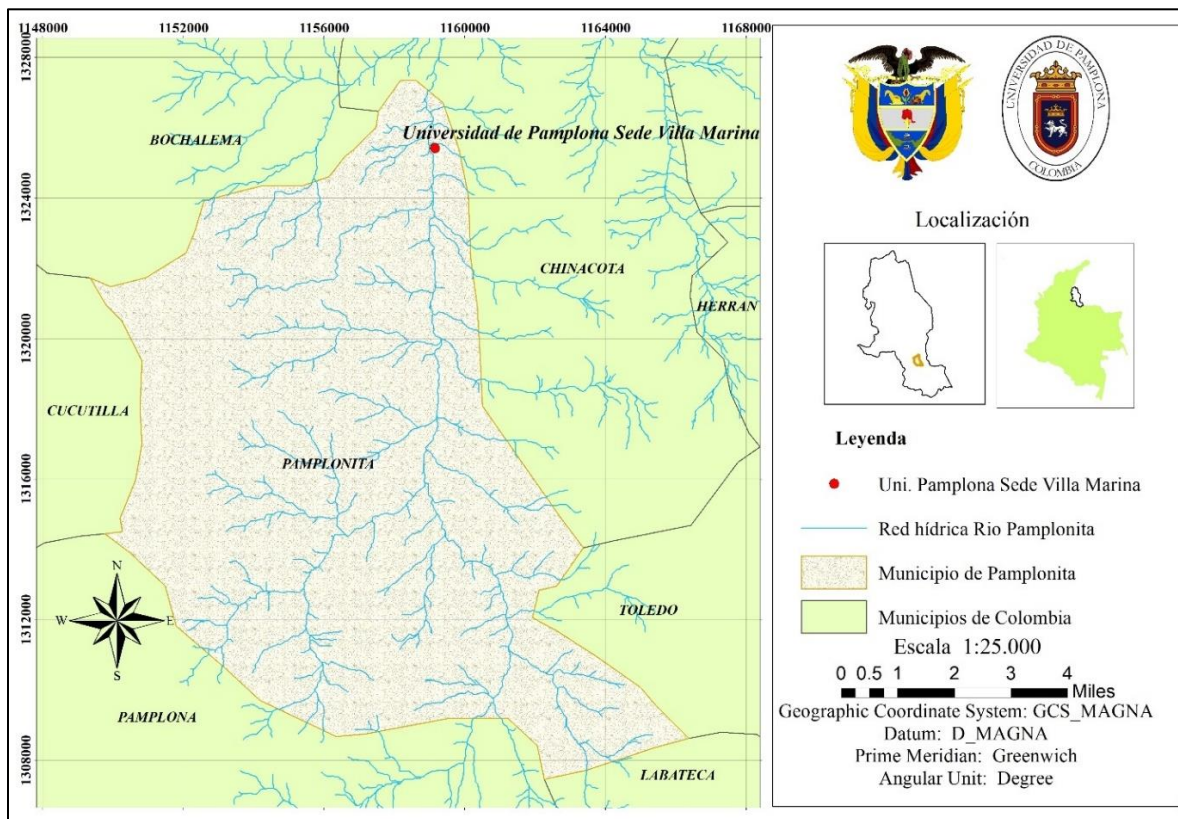 1148000 1152000 1156000 1160000 1164000 1168000
1328000
1324000
1320000
1316000
1312000
1308000
BOCHALEMA
Universidad de Pamplona Sede Villa Marina
CHINACOTA
HERRAN
CUCUTILLA
PAMPLONITA
TOLEDO
PAMPLONA
LABATECA
N
W E
S
UNIVERSIDAD DE PAMPLONA
COLOMBIA
Localización
Leyenda
Uni. Pamplona Sede Villa Marina
Red hídrica Rio Pamplonita
Municipio de Pamplonita
Municipios de Colombia
Escala 1:25.000
0 0.5 1 2 3 4
Miles
Geographic Coordinate System: GCS_MAGNA
Datum: D_MAGNA
Prime Meridian: Greenwich
Angular Unit: Degree